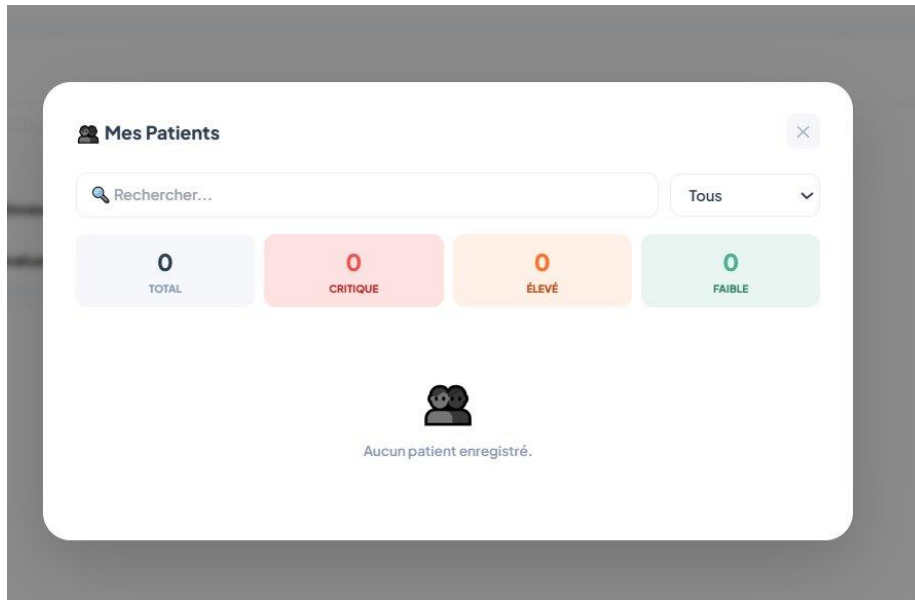 Mes Patients
Rechercher...
Tous
0
TOTAL
0
CRITIQUE
0
ÉLEVÉ
0
FAIBLE
Aucun patient enregistré.